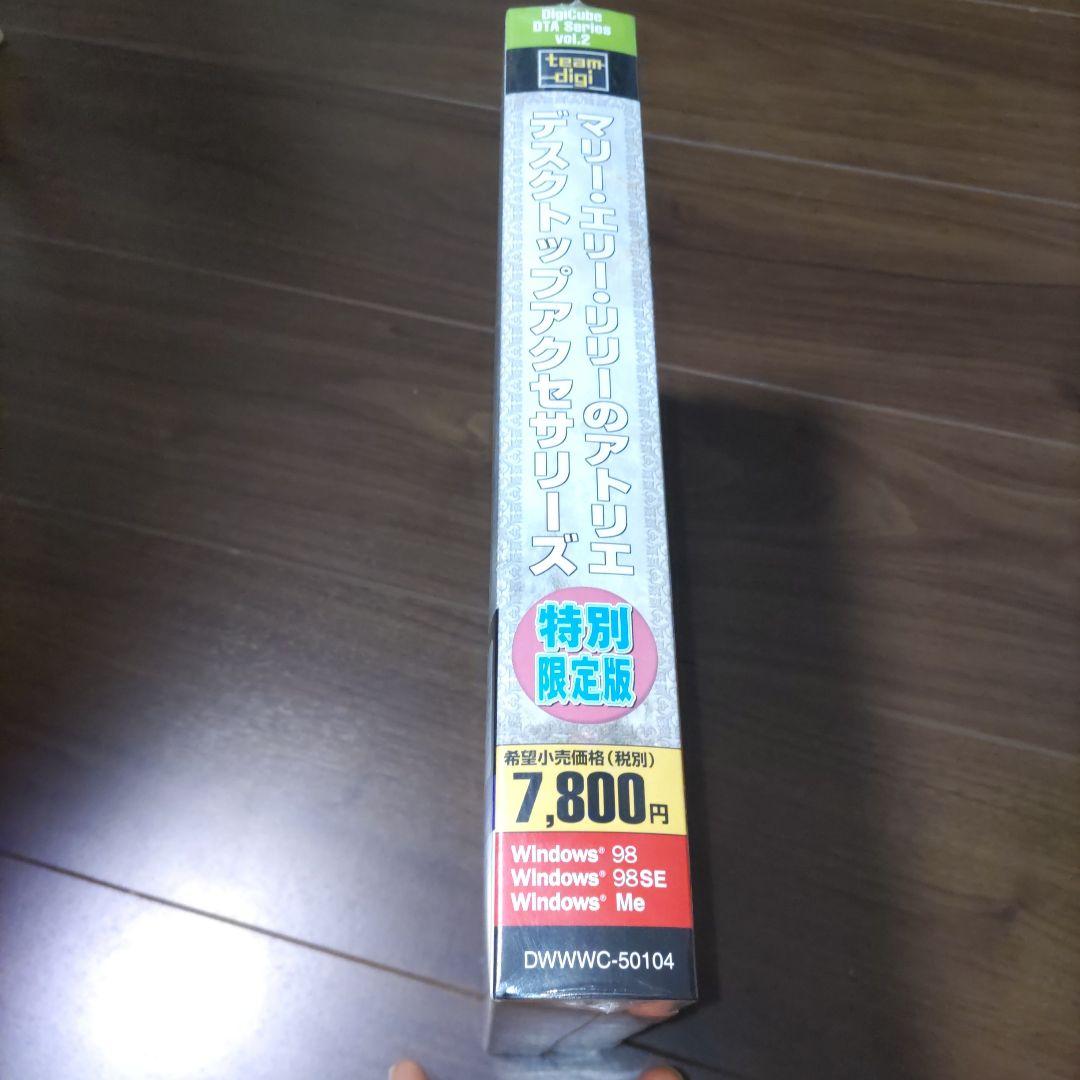 DigiCube
DTA Series
vol.2
team
digi
マリー・エリー・リリーのアトリエ
デスクトップアクセサリーズ
特別
限定版
希望小売価格(税別)
7,800円
Windows® 98
Windows® 98SE
Windows® Me
DWWWC-50104